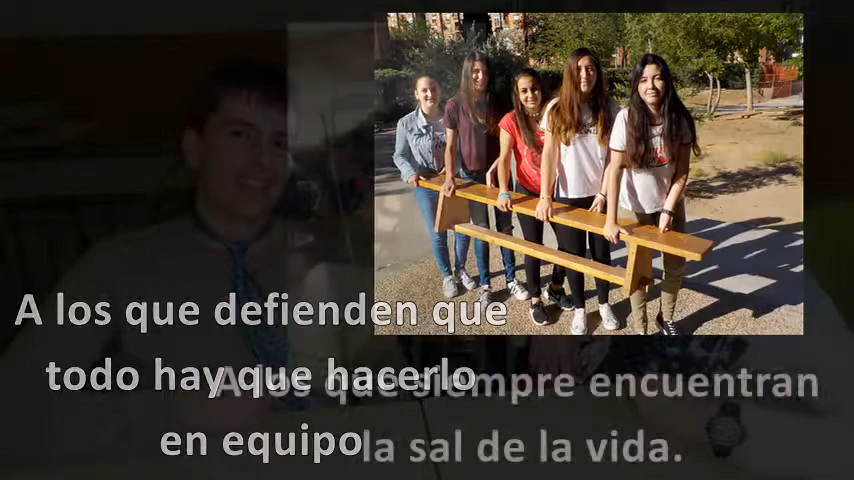 A los que defienden que
todo hay que hacerlo
en equipo
A los que siempre encuentran
la sal de la vida.